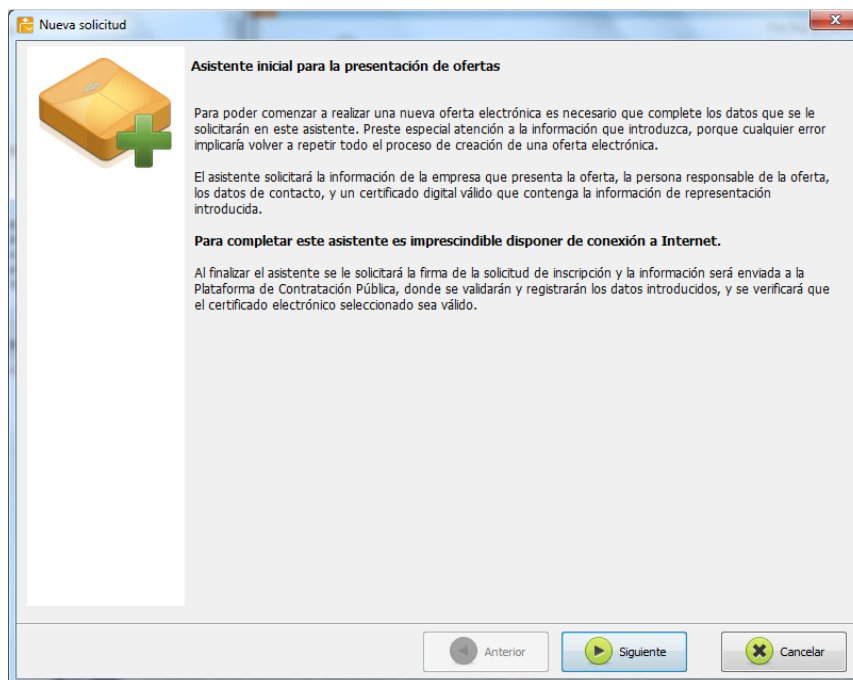 Nueva solicitud
Asistente inicial para la presentación de ofertas
Para poder comenzar a realizar una nueva oferta electrónica es necesario que complete los datos que se le
solicitarán en este asistente. Preste especial atención a la información que introduzca, porque cualquier error
implicaría volver a repetir todo el proceso de creación de una oferta electrónica.
El asistente solicitará la información de la empresa que presenta la oferta, la persona responsable de la oferta,
los datos de contacto, y un certificado digital válido que contenga la información de representación
introducida.
Para completar este asistente es imprescindible disponer de conexión a Internet.
Al finalizar el asistente se le solicitará la firma de la solicitud de inscripción y la información será enviada a la
Plataforma de Contratación Pública, donde se validarán y registrarán los datos introducidos, y se verificará que
el certificado electrónico seleccionado sea válido.
Anterior Siguiente Cancelar